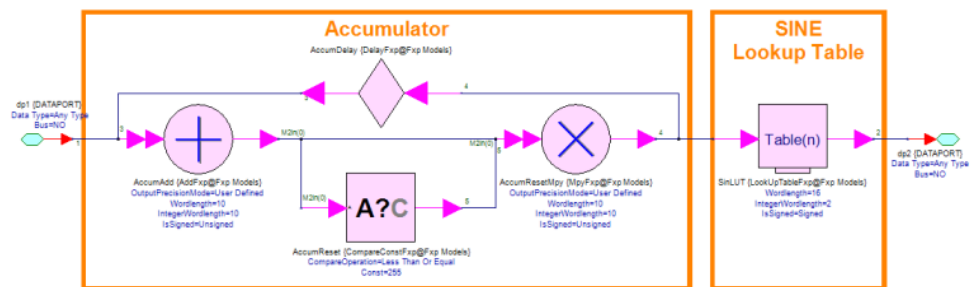 Accumulator
SINE
Lookup Table
AccumDelay {DelayFxp@Fxp Models}
dp1 {DATAPORT}
Data Type=Any Type
Bus=NO
1
3
3
4
M2in(0)
M2in(0)
5
4
Table(n)
2
dp2 {DATAPORT}
Data Type=Any Type
Bus=NO
AccumAdd {AddFxp@Fxp Models}
OutputPrecisionMode=User Defined
Wordlength=10
IntegerWordlength=10
IsSigned=Unsigned
M2in(0)
A?C
5
AccumResetMpy {MpyFxp@Fxp Models}
OutputPrecisionMode=User Defined
Wordlength=10
IntegerWordlength=10
IsSigned=Unsigned
SinLUT {LookUpTableFxp@Fxp Models}
Wordlength=16
IntegerWordlength=2
IsSigned=Signed
AccumReset {CompareConstFxp@Fxp Models}
CompareOperation=Less Than Or Equal
Const=255